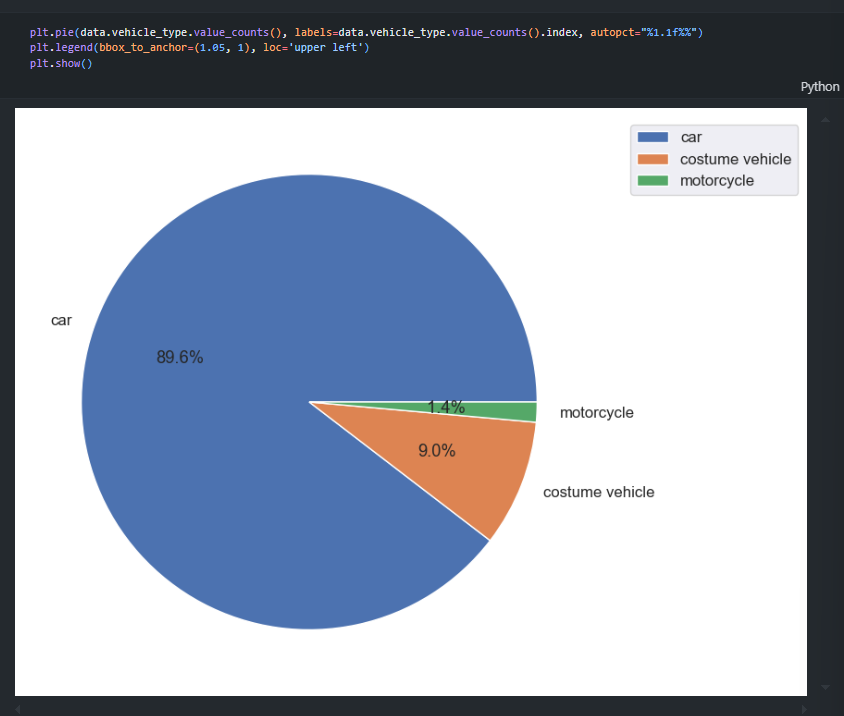 plt.pie(data.vehicle_type.value_counts(), labels=data.vehicle_type.value_counts().index, autopct="%1.1f%%")
plt.legend(bbox_to_anchor=(1.05, 1), loc='upper left')
plt.show()
Python
car
costume vehicle
motorcycle
car
89.6%
1.4%
motorcycle
9.0%
costume vehicle